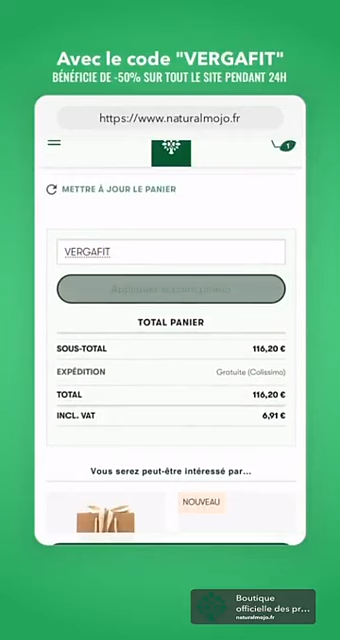 Avec le code "VERGAFIT"
BÉNÉFICIE DE -50% SUR TOUT LE SITE PENDANT 24H
https://www.naturalmojo.fr
1
METTRE À JOUR LE PANIER
VERGAFIT
TOTAL PANIER
SOUS-TOTAL 116,20 €
EXPÉDITION Gratuite (Colissimo)
TOTAL 116,20 €
INCL. VAT 6,91 €
Vous serez peut-être intéressé par...
NOUVEAU
Boutique
officielle des pr...
naturalmojo.fr